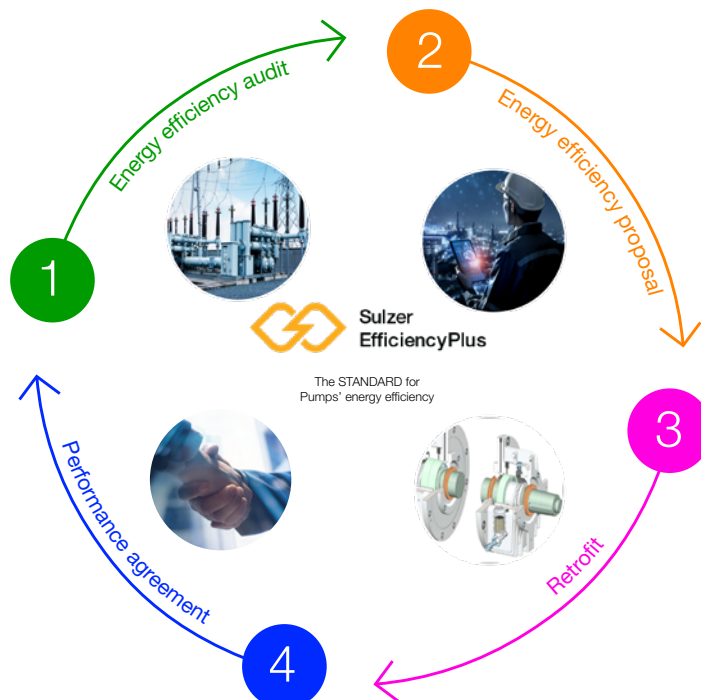 1
Energy efficiency audit
2
Energy efficiency proposal
Sulzer
EfficiencyPlus
The STANDARD for
Pumps' energy efficiency
3
Retrofit
4
Performance agreement